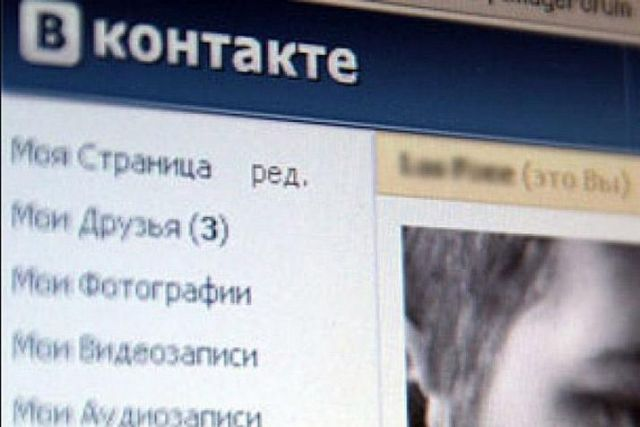 В контакте
Моя Страница ред.
(это Вы)
Мои Друзья (3)
Мои Фотографии
Мои Видеозаписи
Мои Аудиозаписи